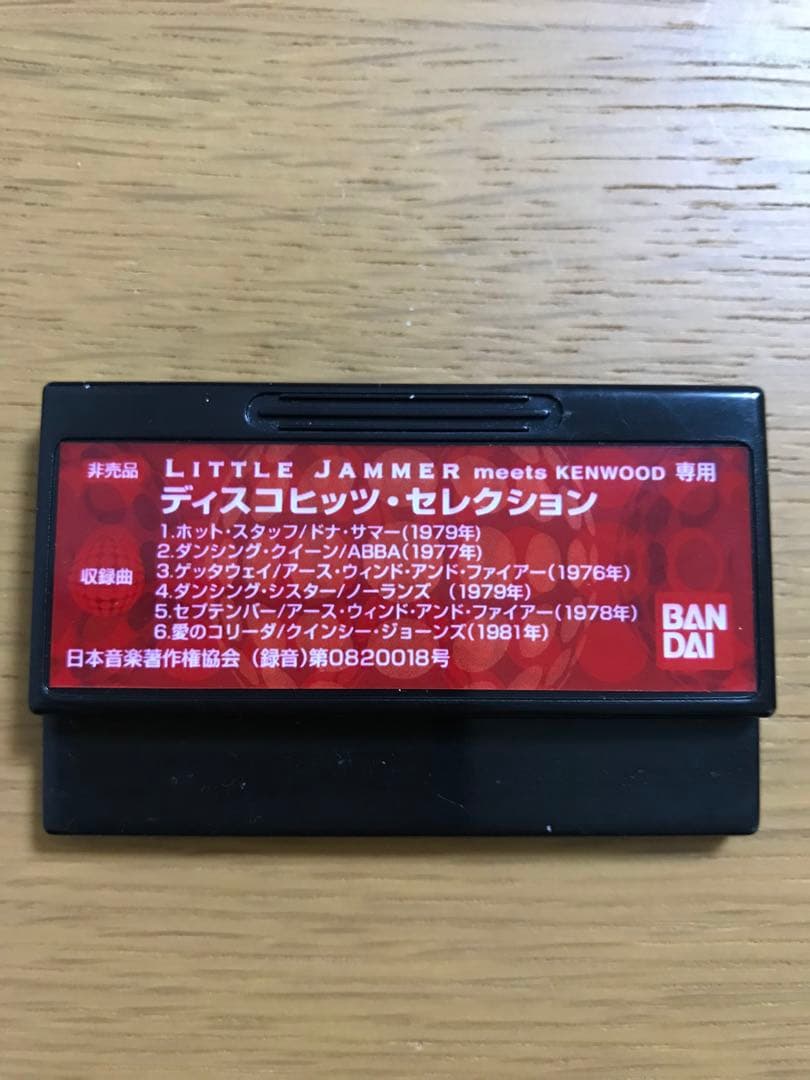 非売品 LITTLE JAMMER meets KENWOOD 専用
ディスコヒッツ・セレクション
収録曲
1.ホット・スタッフ/ドナ・サマー(1979年)
2.ダンシング・クイーン/ABBA(1977年)
3.ゲッタウェイ/アース・ウィンド・アンド・ファイアー(1976年)
4.ダンシング・シスター/ノーランズ (1979年)
5.セプテンバー/アース・ウィンド・アンド・ファイアー(1978年)
6.愛のコリーダ/クインシー・ジョーンズ(1981年)
日本音楽著作権協会 (録音)第0820018号
BAN
DAI